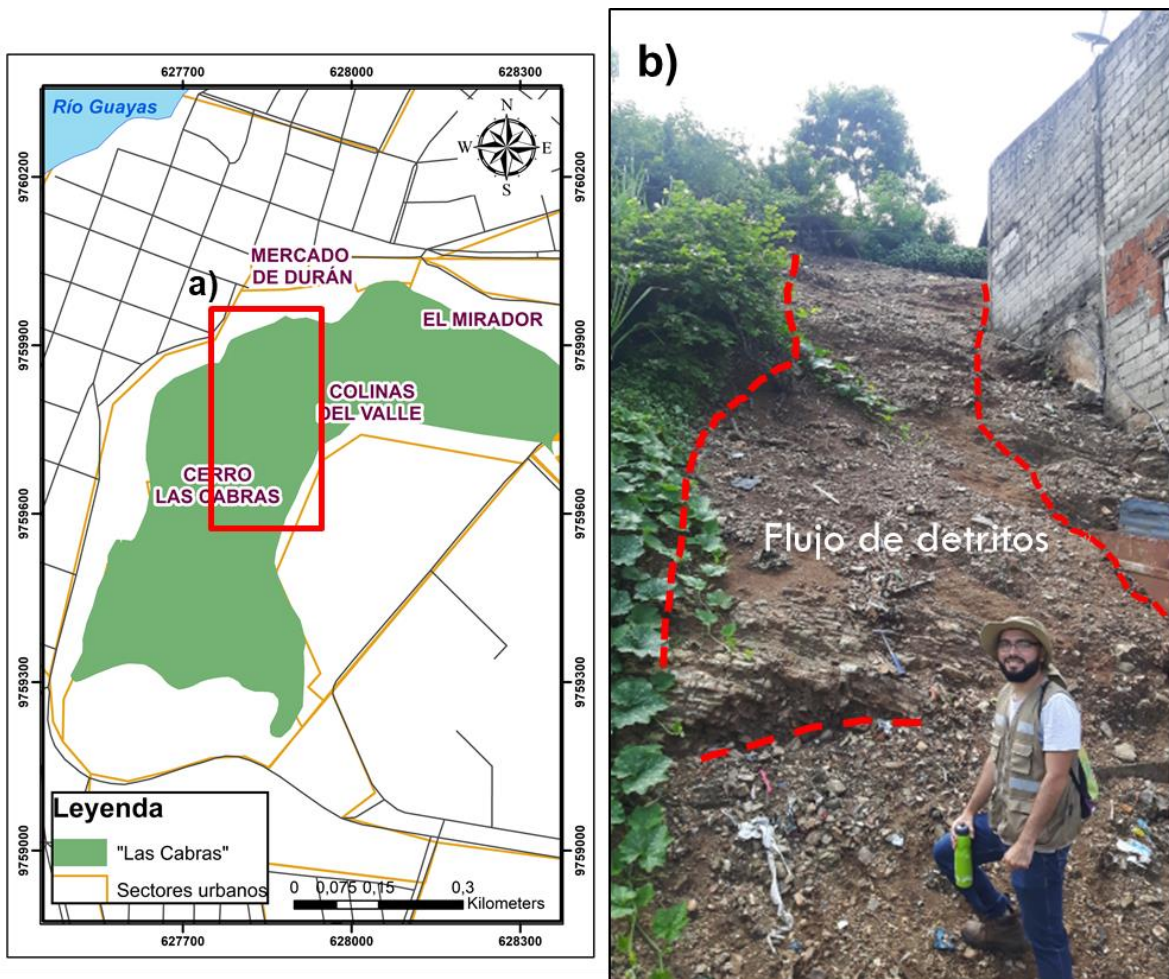 627700
628000
628300
Río Guayas
N
W
E
S
9760200
9760200
MERCADO
DE DURÁN
a)
EL MIRADOR
9759900
9759900
COLINAS
DEL VALLE
CERRO
LAS CABRAS
9759600
9759600
9759300
9759300
Leyenda
"Las Cabras"
Sectores urbanos
0 0,075 0,15 0,3
Kilometers
9759000
9759000
627700
628000
628300
b)
Flujo de detritos